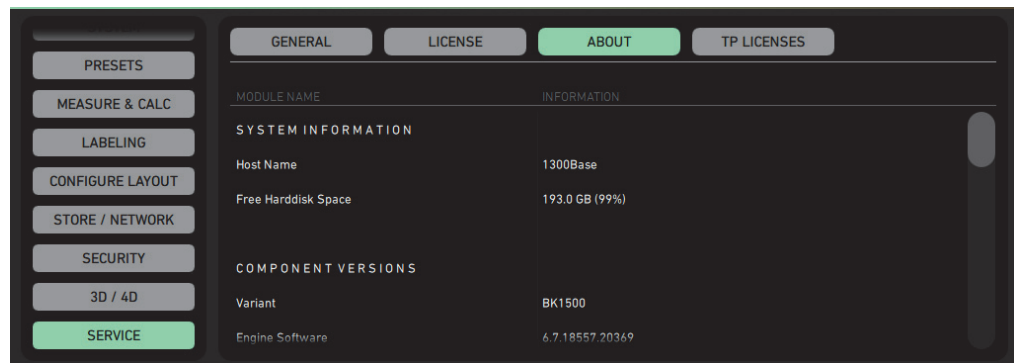 PRESETS
MEASURE & CALC
LABELING
CONFIGURE LAYOUT
STORE / NETWORK
SECURITY
3D / 4D
SERVICE
GENERAL LICENSE ABOUT TP LICENSES
MODULE NAME INFORMATION
SYSTEM INFORMATION
Host Name 1300Base
Free Harddisk Space 193.0 GB (99%)
COMPONENT VERSIONS
Variant BK1500
Engine Software 6.7.18557.20369